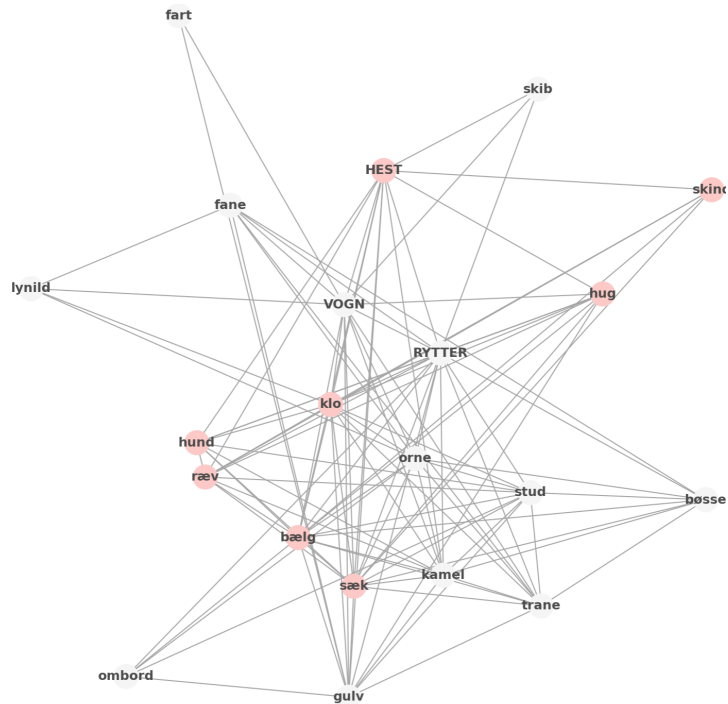 fart
skib
HEST
skind
fane
lynild
hug
VOGN
RYTTER
klo
hund
orne
ræv
stud
bøsse
bælg
kamel
sæk
trane
ombord
gulv